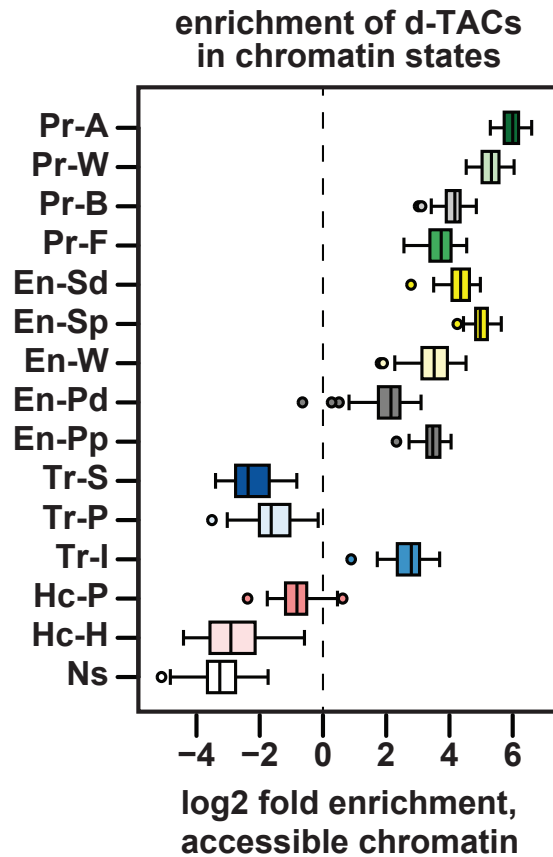 enrichment of d-TACs
in chromatin states
Pr-A
Pr-W
Pr-B
Pr-F
En-Sd
En-Sp
En-W
En-Pd
En-Pp
Tr-S
Tr-P
Tr-I
Hc-P
Hc-H
Ns
−4 −2 0 2 4 6
log2 fold enrichment,
accessible chromatin